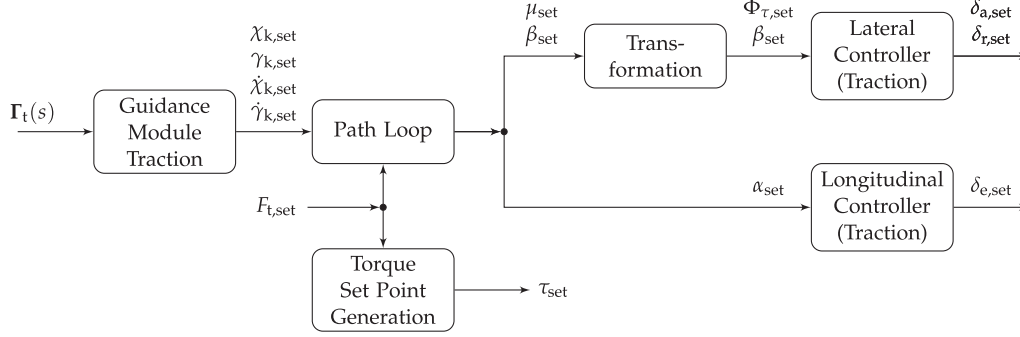 Γt(s)
Guidance
Module
Traction
χk,set
γk,set
χ̇k,set
γ̇k,set
Path Loop
Ft,set
Torque
Set Point
Generation
τset
μset
βset
Trans-
formation
Φτ,set
βset
Lateral
Controller
(Traction)
δa,set
δr,set
αset
Longitudinal
Controller
(Traction)
δe,set